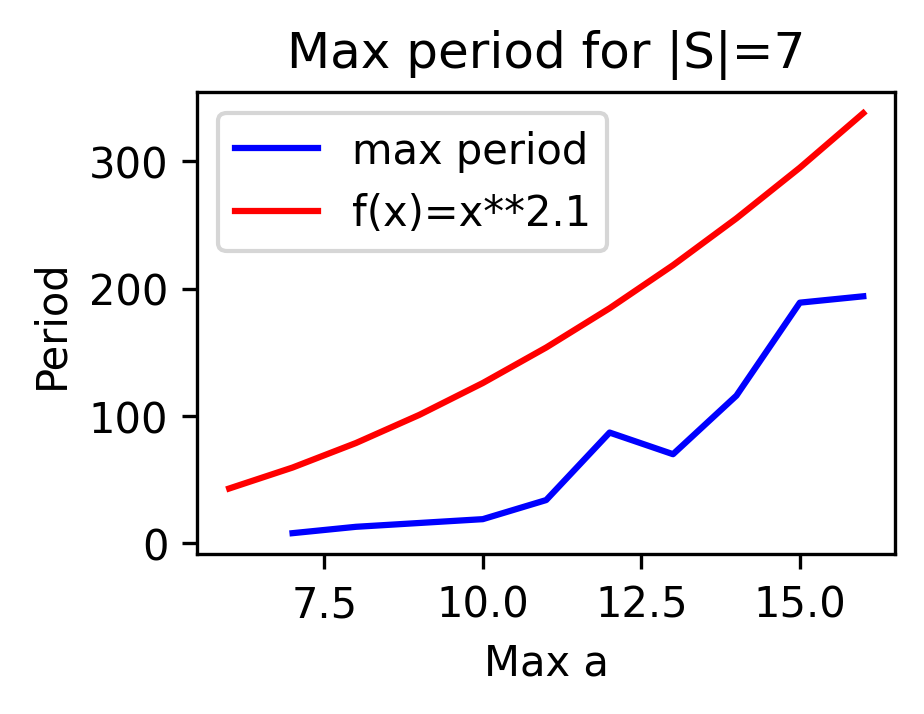 Max period for |S|=7
max period
f(x)=x**2.1
Period
300
200
100
0
7.5
10.0
12.5
15.0
Max a